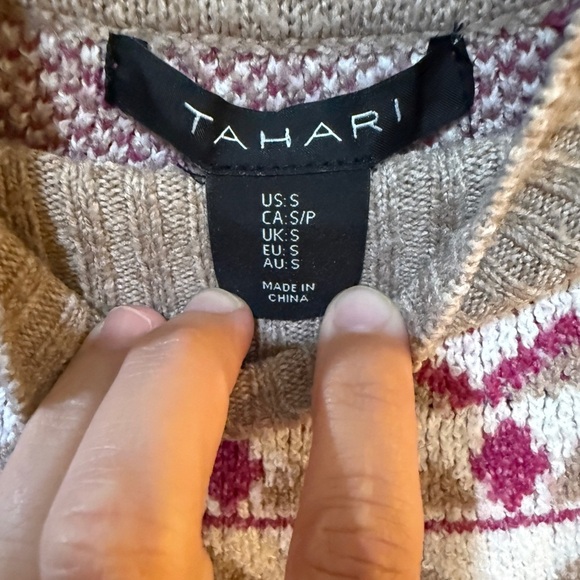 TAHARI
US: S
CA: S/P
UK: S
EU: S
AU: S
MADE IN
CHINA